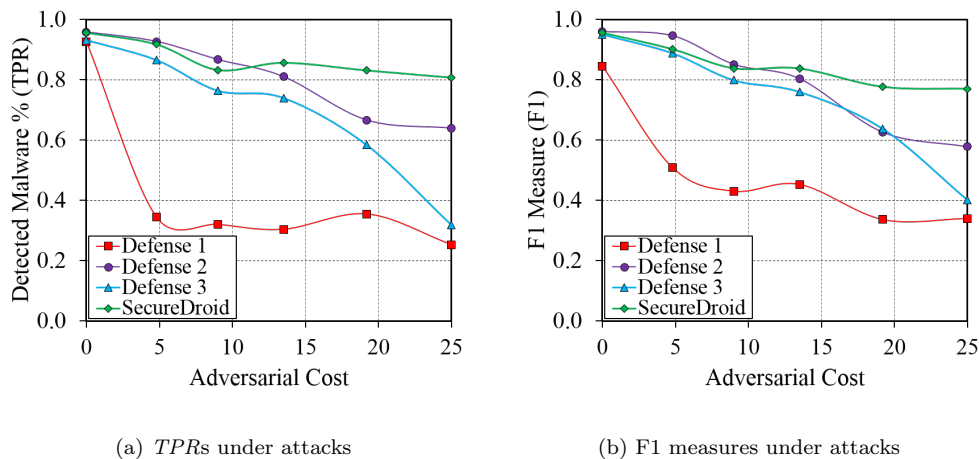 Detected Malware % (TPR)
1.0
0.8
0.6
0.4
0.2
0.0
Defense 1
Defense 2
Defense 3
SecureDroid
0 5 10 15 20 25
Adversarial Cost
(a) TPRs under attacks
F1 Measure (F1)
1.0
0.8
0.6
0.4
0.2
0.0
Defense 1
Defense 2
Defense 3
SecureDroid
0 5 10 15 20 25
Adversarial Cost
(b) F1 measures under attacks